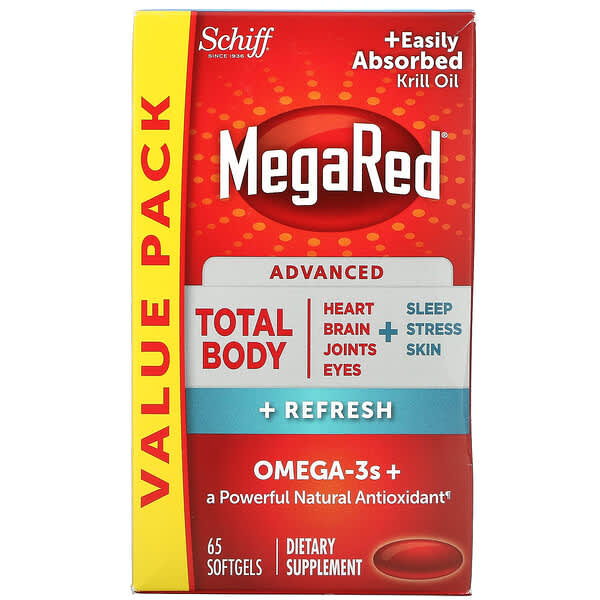 VALUE PACK
Schiff
SINCE 1936
+Easily
Absorbed
Krill Oil
MegaRed®
ADVANCED
TOTAL
BODY
HEART
BRAIN
JOINTS
EYES
+
SLEEP
STRESS
SKIN
+ REFRESH
OMEGA-3s +
a Powerful Natural Antioxidant¶
65
SOFTGELS
DIETARY
SUPPLEMENT